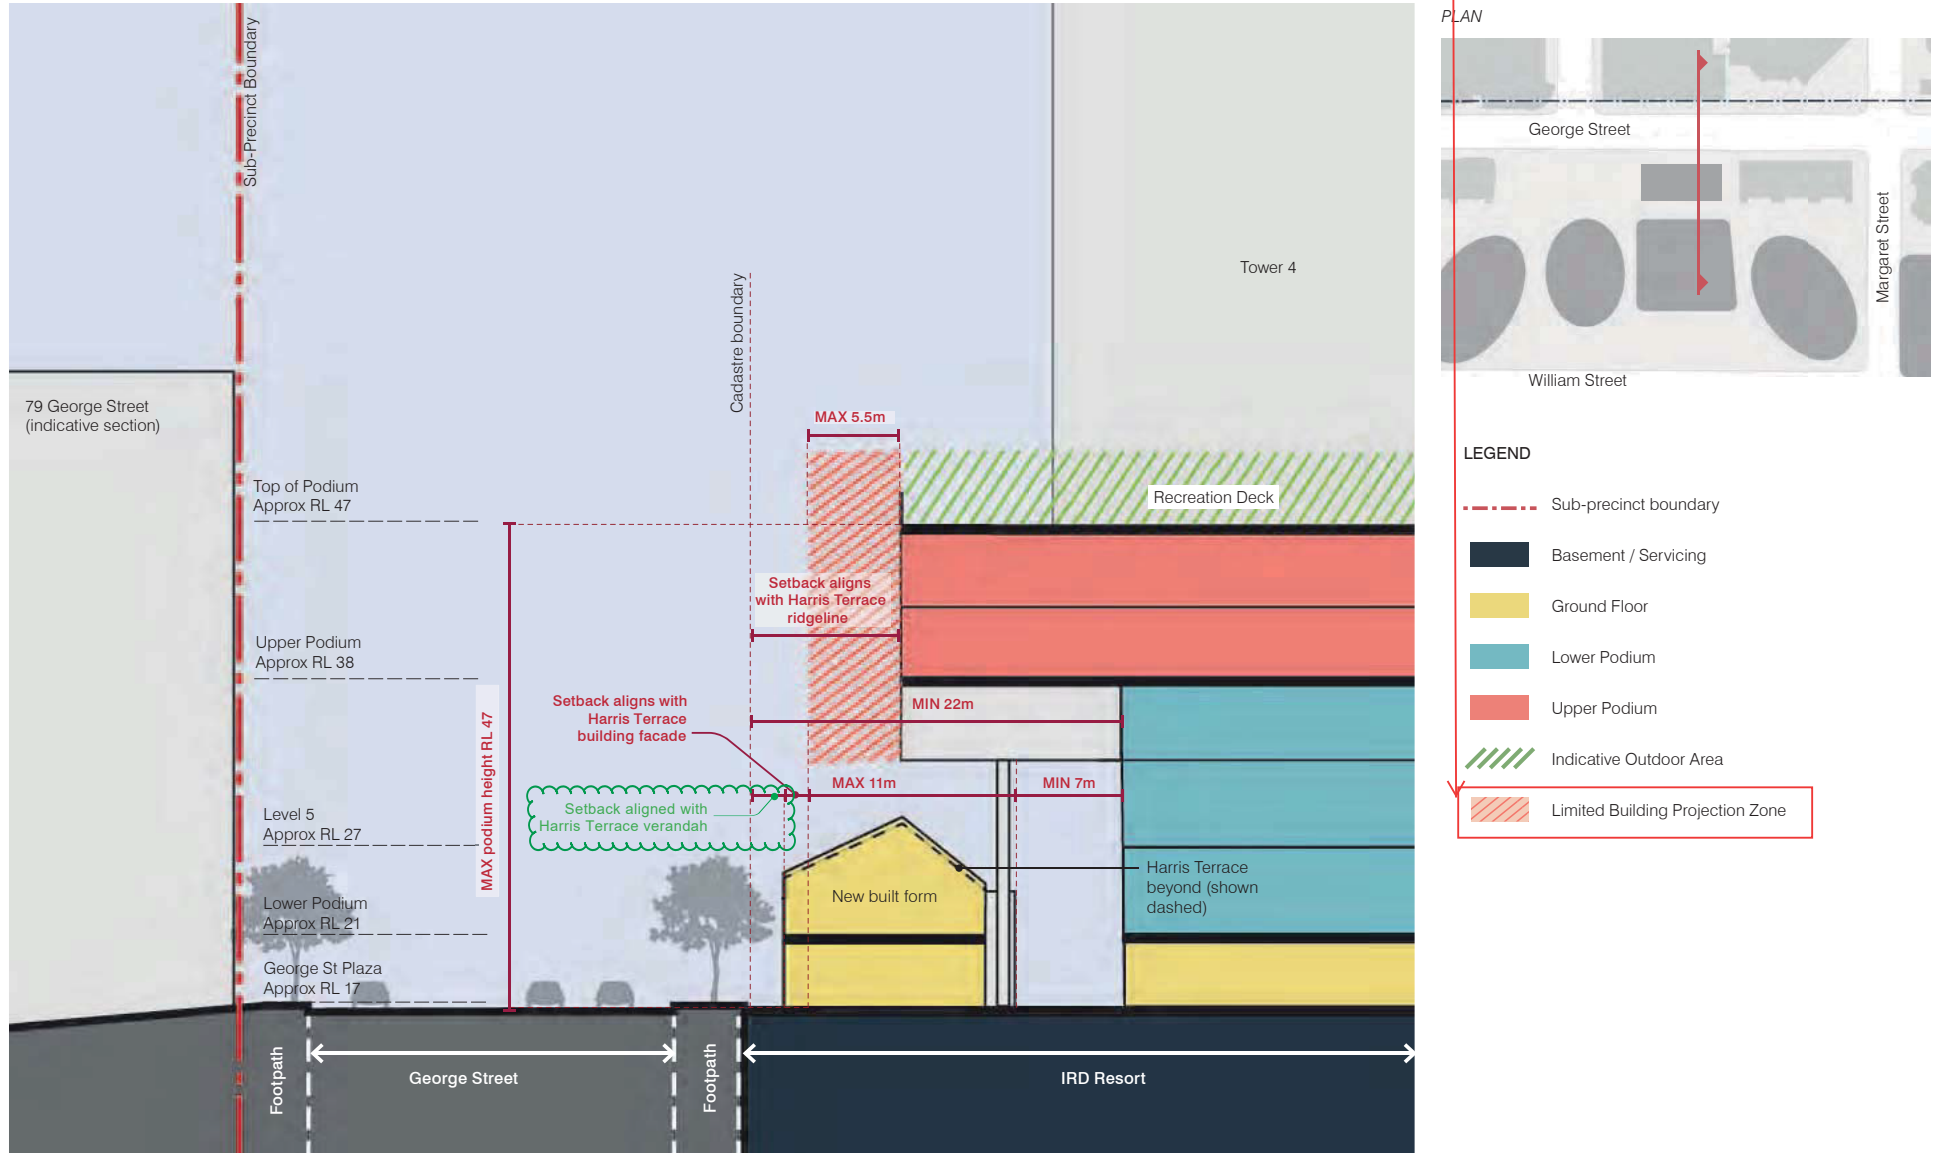 Sub-Precinct Boundary
79 George Street
(indicative section)
Top of Podium
Approx RL 47
Upper Podium
Approx RL 38
Level 5
Approx RL 27
Lower Podium
Approx RL 21
George St Plaza
Approx RL 17
MAX podium height RL 47
Cadastre boundary
MAX 5.5m
Tower 4
Recreation Deck
Setback aligns
with Harris Terrace
ridgeline
Setback aligns with
Harris Terrace
building facade
MIN 22m
MAX 11m
MIN 7m
Setback aligned with
Harris Terrace verandah
New built form
Harris Terrace
beyond (shown
dashed)
Footpath
George Street
Footpath
IRD Resort
PLAN
George Street
Margaret Street
William Street
LEGEND
Sub-precinct boundary
Basement / Servicing
Ground Floor
Lower Podium
Upper Podium
Indicative Outdoor Area
Limited Building Projection Zone